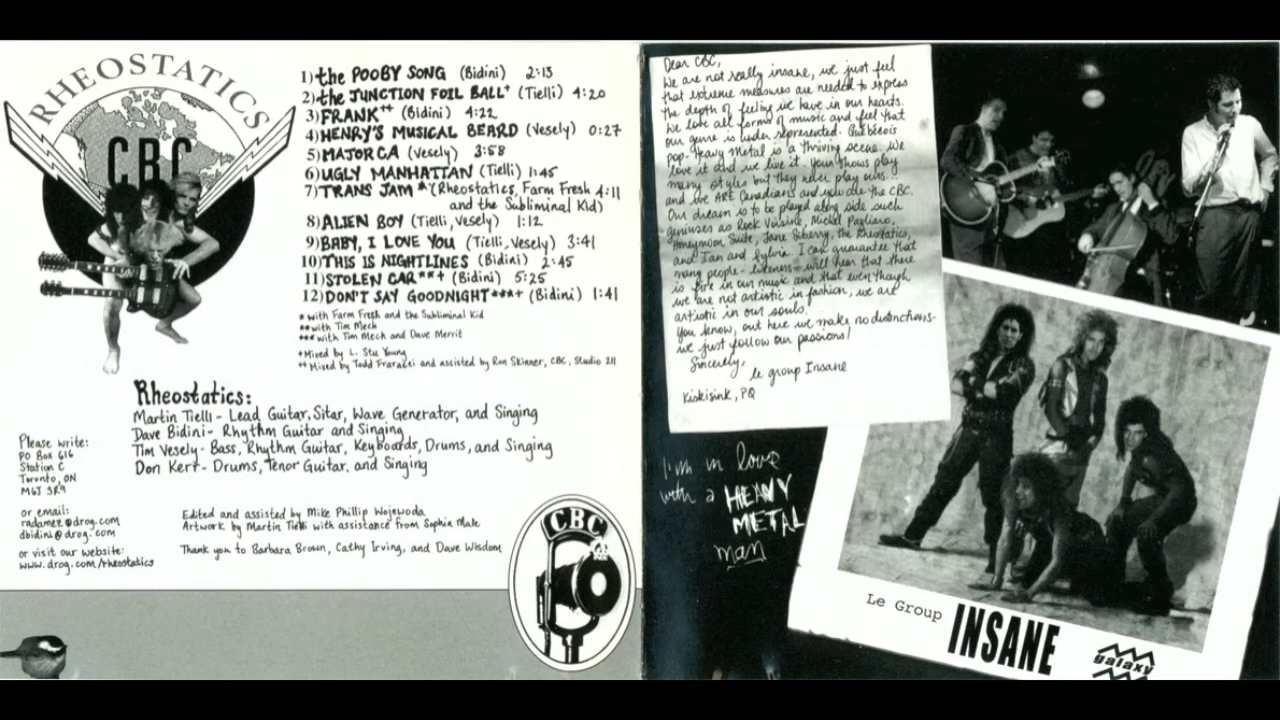 RHEOSTATICS
CBC
1) the POOBY SONG (Bidini) 2:13
2) the JUNCTION FOIL BALL⁺ (Tielli) 4:20
3) FRANK⁺⁺ (Bidini) 4:22
4) HENRY'S MUSICAL BEARD (Vesely) 0:27
5) MAJORCA (Vesely) 3:58
6) UGLY MANHATTAN (Tielli) 1:45
7) TRANS JAM * (Rheostatics, Farm Fresh 4:11
and the Subliminal Kid)
8) ALIEN BOY (Tielli, Vesely) 1:12
9) BABY, I LOVE YOU (Tielli, Vesely) 3:41
10) THIS IS NIGHTLINES (Bidini) 2:45
11) STOLEN CAR**+ (Bidini) 5:25
12) DON'T SAY GOODNIGHT***+ (Bidini) 1:41
* with Farm Fresh and the Subliminal Kid
** with Tim Mech
*** with Tim Mech and Dave Merrit
+ Mixed by L. Stu Young
++ Mixed by Todd Fraracci and assisted by Ron Skinner, CBC, Studio 211
Rheostatics:
Martin Tielli - Lead Guitar, Sitar, Wave Generator, and Singing
Dave Bidini - Rhythm Guitar and Singing
Tim Vesely - Bass, Rhythm Guitar, Keyboards, Drums, and Singing
Don Kerr - Drums, Tenor Guitar, and Singing
Please write:
PO Box 616
Station C
Toronto, ON
M6J 3R9
or email:
radamez@drog.com
dbidini@drog.com
or visit our website:
www.drog.com/rheostatics
Edited and assisted by Mike Phillip Wojewoda
Artwork by Martin Tielli with assistance from Sophia Male
Thank you to Barbara Brown, Cathy Irving, and Dave Wisdom
CBC
Dear CBC,
We are not really insane, we just feel
that extreme measures are needed to express
the depth of feeling we have in our hearts.
We love all forms of music and feel that
our genre is under represented. Québecois
pop-heavy metal is a thriving scene. We
love it and we live it. Your shows play
many styles but they never play ours.
and we ARE Canadians and you are the CBC.
Our dream is to be played along side such
geniuses as Rock Voisine, Michel Pagliaro,
Honeymoon Suite, Jane Siberry, the Rheostatics,
and Ian and Sylvia. I can guarantee that
many people - listeners - will hear that there
is fire in our music and that even though
we are not artistic in fashion, we are
artistic in our souls.
You know, out here we make no distinctions.
we just follow our passions!
Sincerely,
le group Insane
Kiskisink, PQ
I'm in love
with a HEAVY
METAL
man
Le Group
INSANE
galaxy